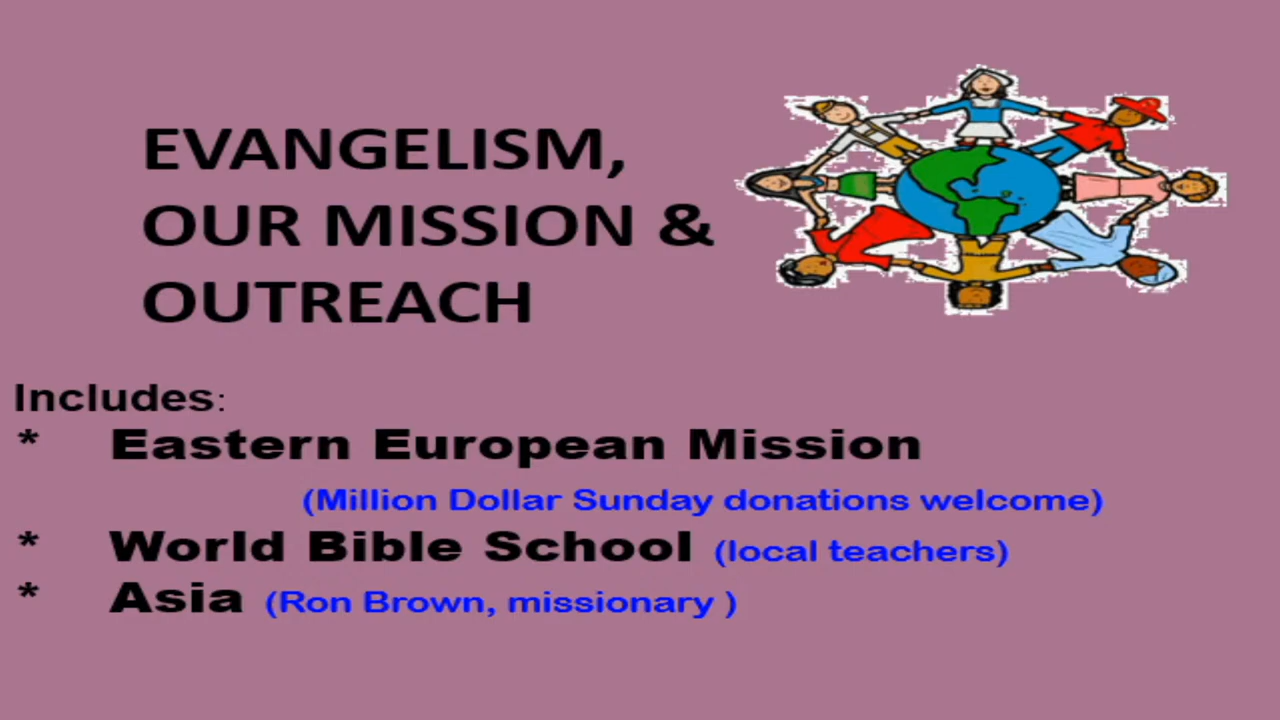 EVANGELISM,
OUR MISSION &
OUTREACH
Includes:
* Eastern European Mission
(Million Dollar Sunday donations welcome)
* World Bible School (local teachers)
* Asia (Ron Brown, missionary )